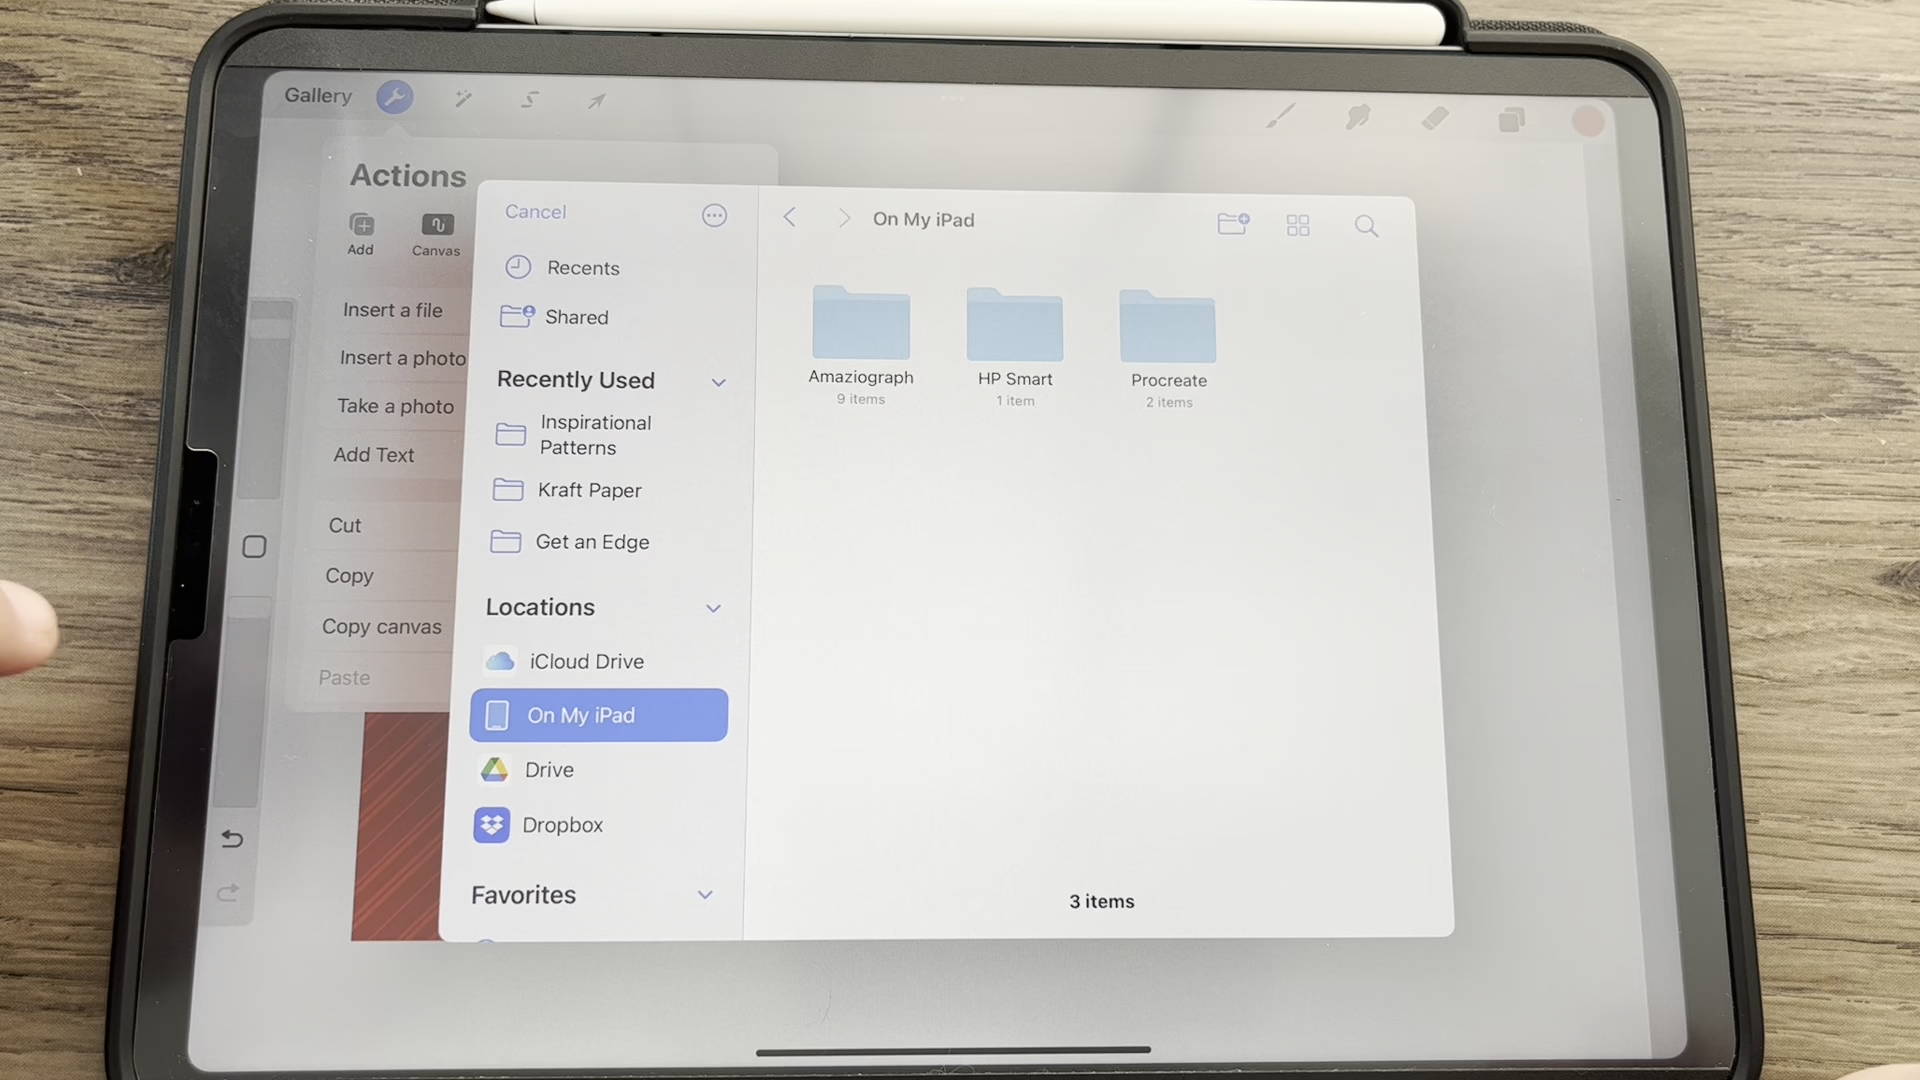 Gallery
Actions
Add
Canvas
Insert a file
Insert a photo
Take a photo
Add Text
Cut
Copy
Copy canvas
Paste
Cancel
Recents
Shared
Recently Used
Inspirational
Patterns
Kraft Paper
Get an Edge
Locations
iCloud Drive
On My iPad
Drive
Dropbox
Favorites
On My iPad
Amaziograph
9 items
HP Smart
1 item
Procreate
2 items
3 items